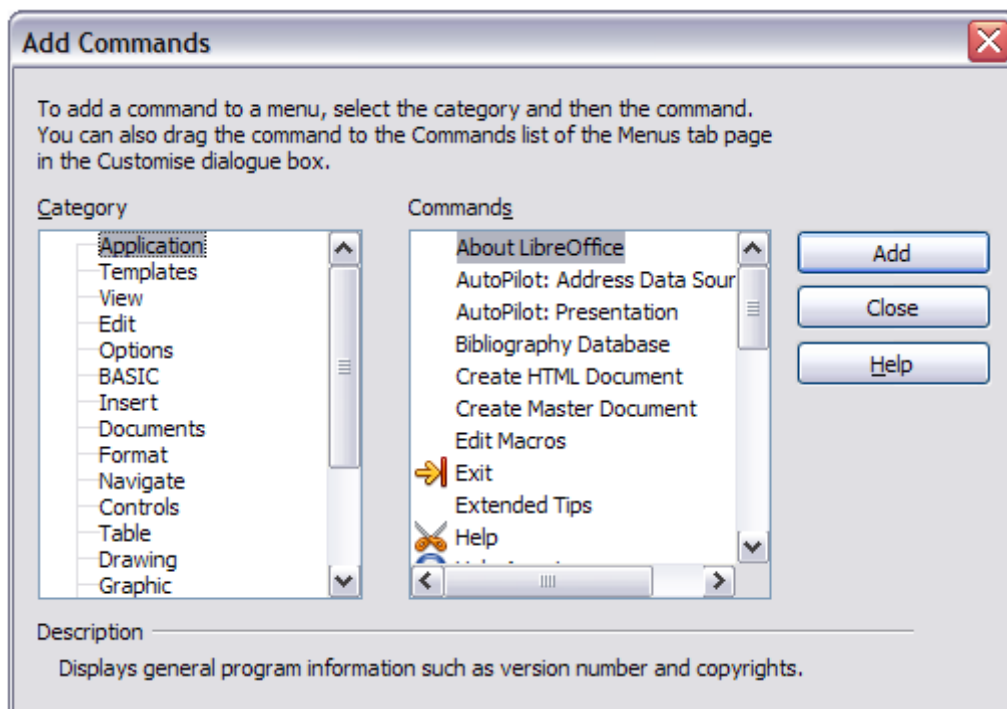 Add Commands
To add a command to a menu, select the category and then the command.
You can also drag the command to the Commands list of the Menus tab page
in the Customise dialogue box.
Category
Application
Templates
View
Edit
Options
BASIC
Insert
Documents
Format
Navigate
Controls
Table
Drawing
Graphic
Commands
About LibreOffice
AutoPilot: Address Data Sour
AutoPilot: Presentation
Bibliography Database
Create HTML Document
Create Master Document
Edit Macros
Exit
Extended Tips
Help
Add
Close
Help
Description
Displays general program information such as version number and copyrights.